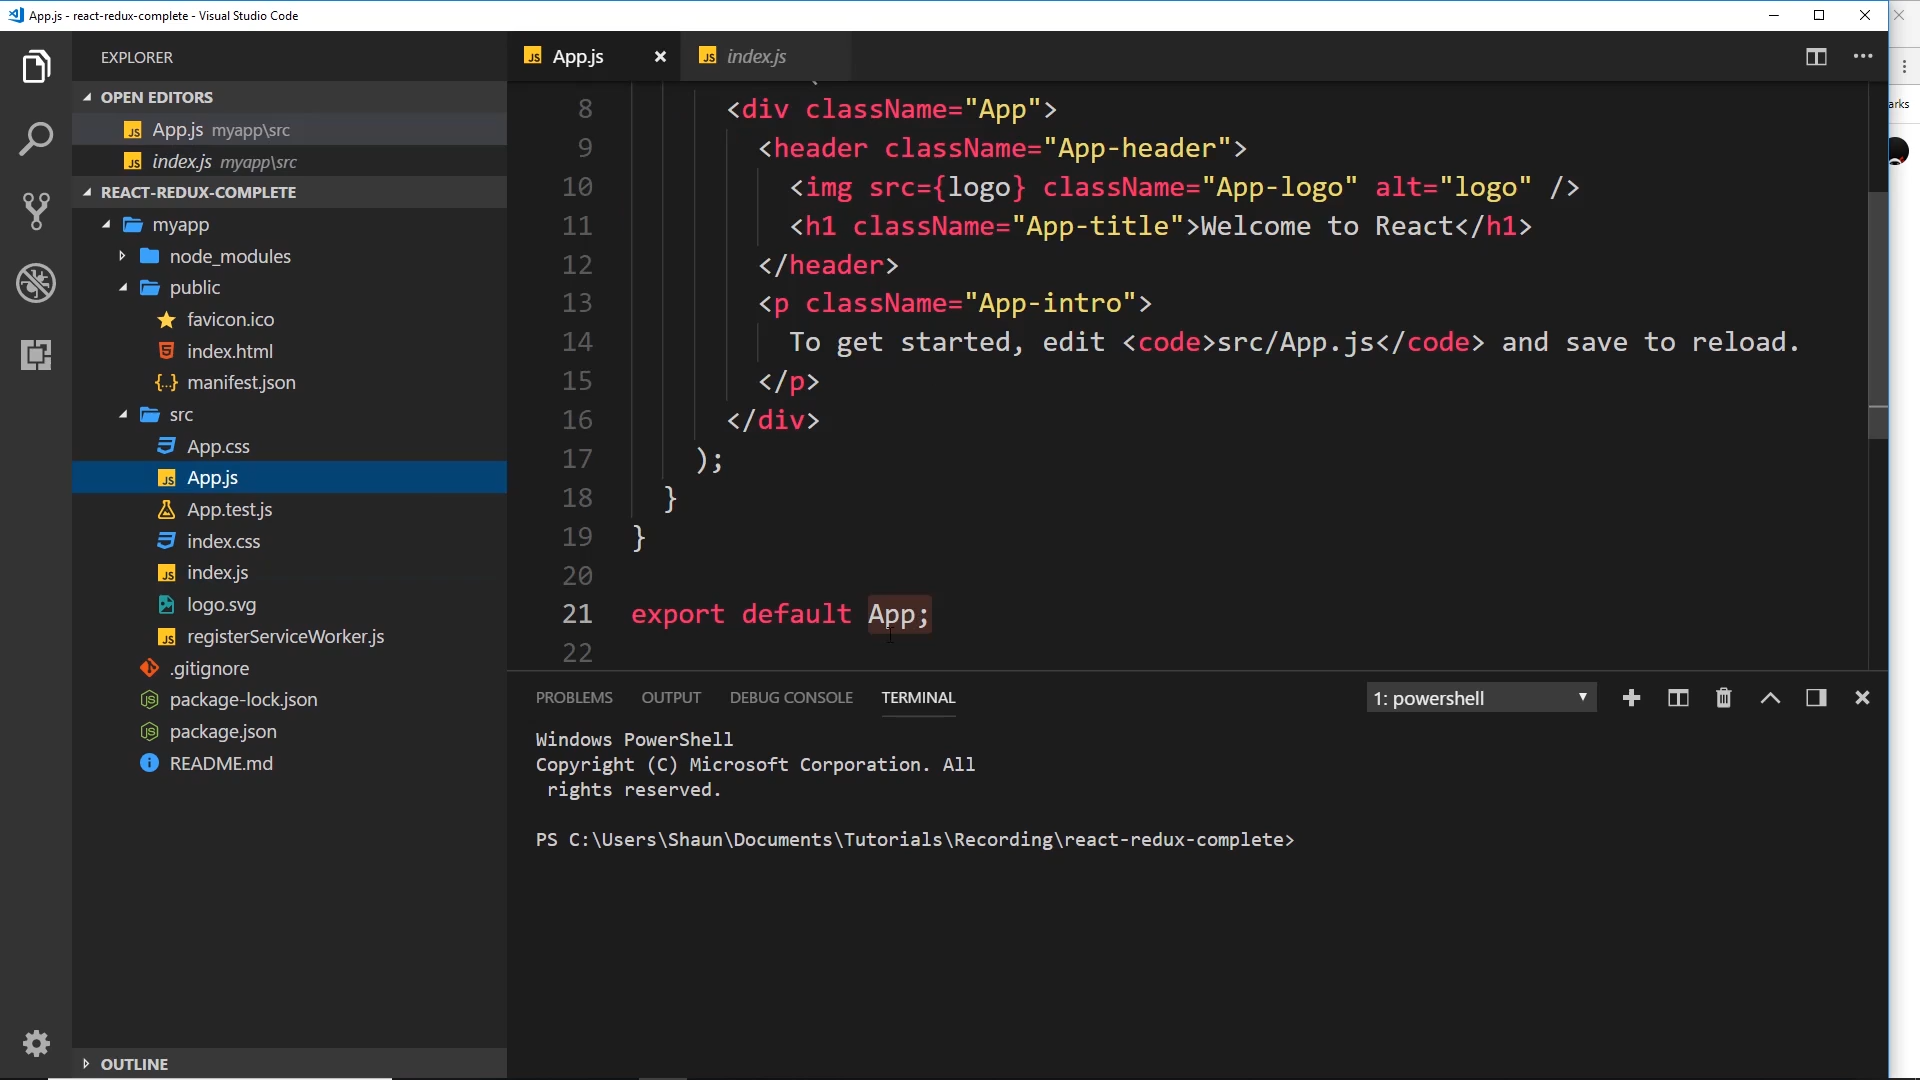 App.js - react-redux-complete - Visual Studio Code
EXPLORER
OPEN EDITORS
App.js myapp\src
index.js myapp\src
REACT-REDUX-COMPLETE
myapp
node_modules
public
favicon.ico
index.html
manifest.json
src
App.css
App.js
App.test.js
index.css
index.js
logo.svg
registerServiceWorker.js
.gitignore
package-lock.json
package.json
README.md
OUTLINE
App.js index.js
8 <div className="App">
9 <header className="App-header">
10 <img src={logo} className="App-logo" alt="logo" />
11 <h1 className="App-title">Welcome to React</h1>
12 </header>
13 <p className="App-intro">
14 To get started, edit <code>src/App.js</code> and save to reload.
15 </p>
16 </div>
17 );
18 }
19 }
20
21 export default App;
22
PROBLEMS OUTPUT DEBUG CONSOLE TERMINAL 1: powershell
Windows PowerShell
Copyright (C) Microsoft Corporation. All
rights reserved.
PS C:\Users\Shaun\Documents\Tutorials\Recording\react-redux-complete>
arks